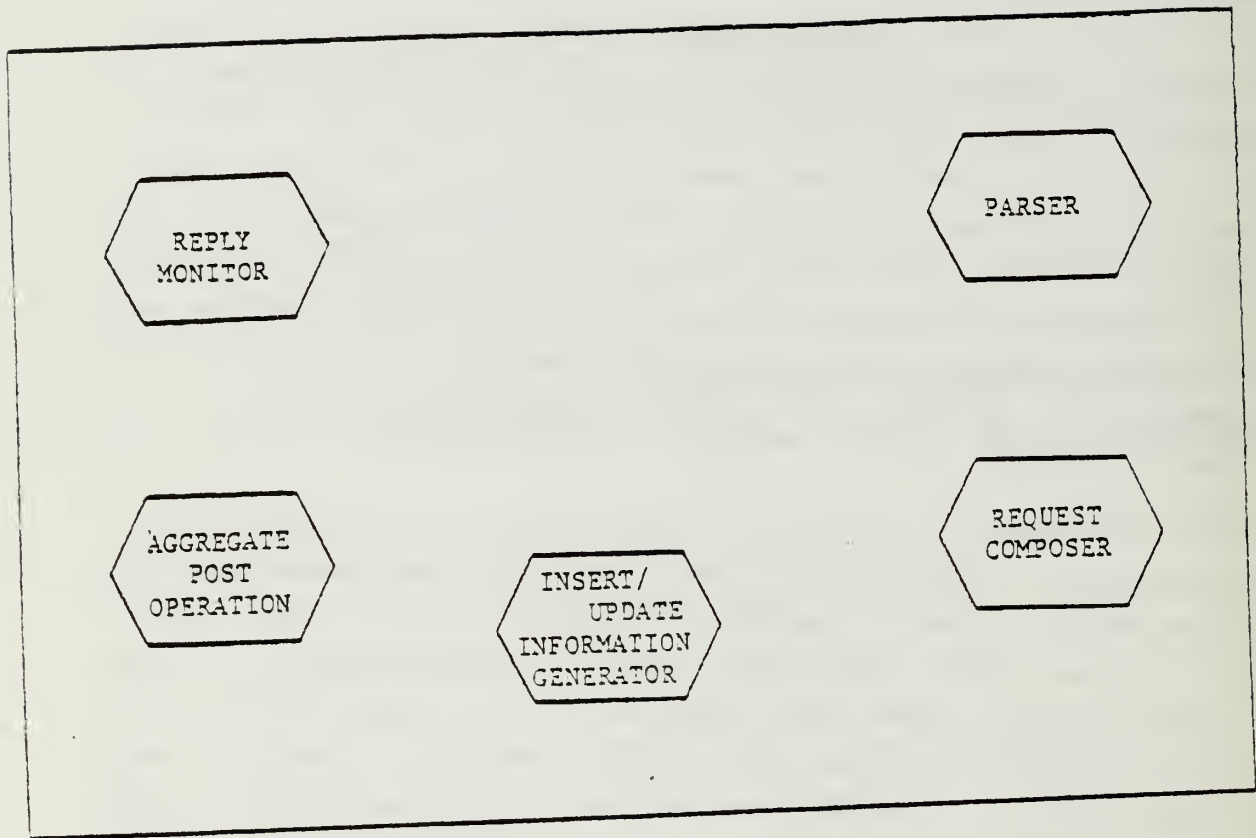 REPLY
MONITOR
PARSER
AGGREGATE
POST
OPERATION
INSERT/
UPDATE
INFORMATION
GENERATOR
REQUEST
COMPOSER